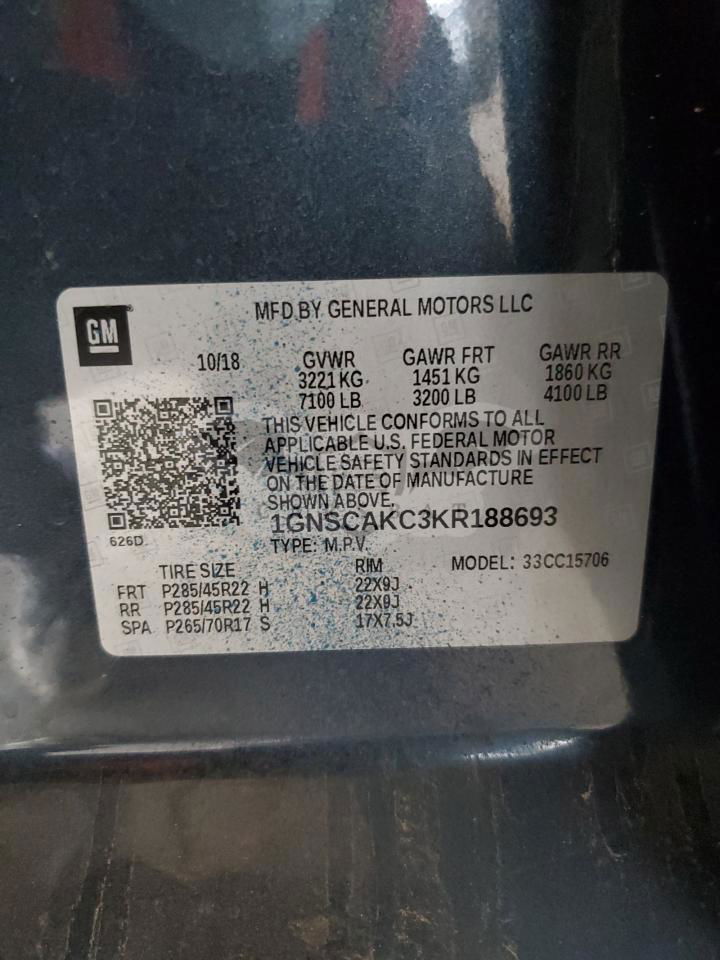 GM
MFD BY GENERAL MOTORS LLC
10/18 GVWR GAWR FRT GAWR RR
3221 KG 1451 KG 1860 KG
7100 LB 3200 LB 4100 LB
THIS VEHICLE CONFORMS TO ALL
APPLICABLE U.S. FEDERAL MOTOR
VEHICLE SAFETY STANDARDS IN EFFECT
ON THE DATE OF MANUFACTURE
SHOWN ABOVE.
1GNSCAKC3KR188693
626D
TYPE: M.P.V.
MODEL: 33CC15706
TIRE SIZE RIM
FRT P285/45R22 H 22X9J
RR P285/45R22 H 22X9J
SPA P265/70R17 S 17X7.5J